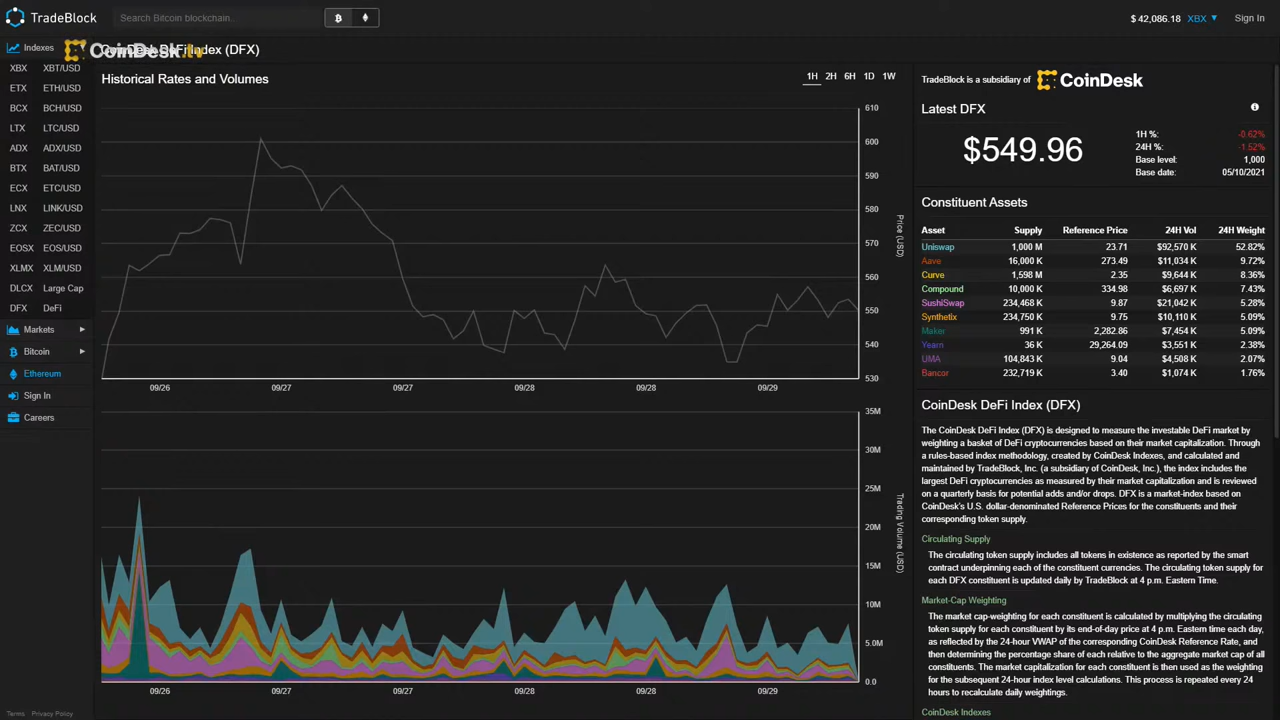 TradeBlock
Search Bitcoin blockchain.
$ 42,086.18 XBX ▼
Sign In
Indexes
CoinDesk.tv
CoinDesk DeFi Index (DFX)
XBX XBT/USD
ETX ETH/USD
BCX BCH/USD
LTX LTC/USD
ADX ADX/USD
BTX BAT/USD
ECX ETC/USD
LNX LINK/USD
ZCX ZEC/USD
EOSX EOS/USD
XLMX XLM/USD
DLCX Large Cap
DFX DeFi
Markets
Bitcoin
Ethereum
Sign In
Careers
Terms Privacy Policy
Historical Rates and Volumes
1H 2H 6H 1D 1W
610
600
590
580
570
560
550
540
530
Price (USD)
09/26 09/27 09/27 09/28 09/28 09/29
35M
30M
25M
20M
15M
10M
5.0M
0.0
Trading Volume (USD)
09/26 09/27 09/27 09/28 09/28 09/29
TradeBlock is a subsidiary of CoinDesk
Latest DFX
$549.96
1H %: -0.62%
24H %: -1.52%
Base level: 1,000
Base date: 05/10/2021
Constituent Assets
Asset Supply Reference Price 24H Vol 24H Weight
Uniswap 1,000 M 23.71 $92,570 K 52.82%
Aave 16,000 K 273.49 $11,034 K 9.72%
Curve 1,598 M 2.35 $9,644 K 8.36%
Compound 10,000 K 334.98 $6,697 K 7.43%
SushiSwap 234,468 K 9.87 $21,042 K 5.28%
Synthetix 234,750 K 9.75 $10,110 K 5.09%
Maker 991 K 2,282.86 $7,454 K 5.09%
Yearn 36 K 29,264.09 $3,551 K 2.38%
UMA 104,843 K 9.04 $4,508 K 2.07%
Bancor 232,719 K 3.40 $1,074 K 1.76%
CoinDesk DeFi Index (DFX)
The CoinDesk DeFi Index (DFX) is designed to measure the investable DeFi market by
weighting a basket of DeFi cryptocurrencies based on their market capitalization. Through
a rules-based index methodology, created by CoinDesk Indexes, and calculated and
maintained by TradeBlock, Inc. (a subsidiary of CoinDesk, Inc.), the index includes the
largest DeFi cryptocurrencies as measured by their market capitalization and is reviewed
on a quarterly basis for potential adds and/or drops. DFX is a market-index based on
CoinDesk's U.S. dollar-denominated Reference Prices for the constituents and their
corresponding token supply.
Circulating Supply
The circulating token supply includes all tokens in existence as reported by the smart
contract underpinning each of the constituent currencies. The circulating token supply for
each DFX constituent is updated daily by TradeBlock at 4 p.m. Eastern Time.
Market-Cap Weighting
The market cap-weighting for each constituent is calculated by multiplying the circulating
token supply for each constituent by its end-of-day price at 4 p.m. Eastern time each day,
as reflected by the 24-hour VWAP of the corresponding CoinDesk Reference Rate, and
then determining the percentage share of each relative to the aggregate market cap of all
constituents. The market capitalization for each constituent is then used as the weighting
for the subsequent 24-hour index level calculations. This process is repeated every 24
hours to recalculate daily weightings.
CoinDesk Indexes